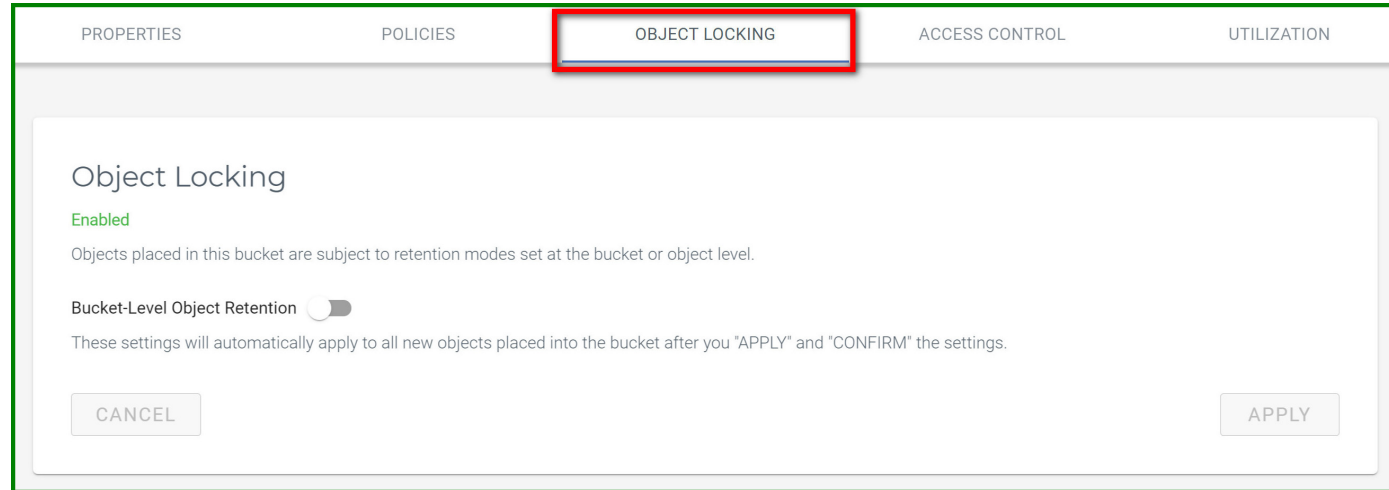 PROPERTIES POLICIES OBJECT LOCKING ACCESS CONTROL UTILIZATION
Object Locking
Enabled
Objects placed in this bucket are subject to retention modes set at the bucket or object level.
Bucket-Level Object Retention
These settings will automatically apply to all new objects placed into the bucket after you "APPLY" and "CONFIRM" the settings.
CANCEL APPLY